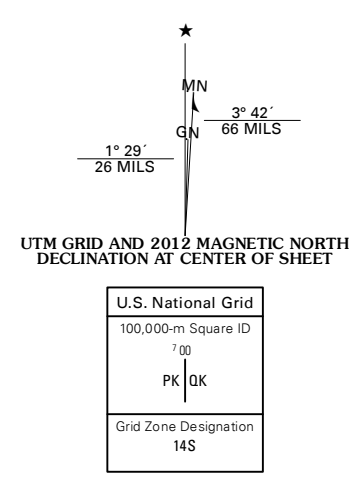 ★
MN
3° 42´
66 MILS
GN
1° 29´
26 MILS
UTM GRID AND 2012 MAGNETIC NORTH
DECLINATION AT CENTER OF SHEET
U.S. National Grid
100,000-m Square ID
7 00
PK QK
Grid Zone Designation
14S